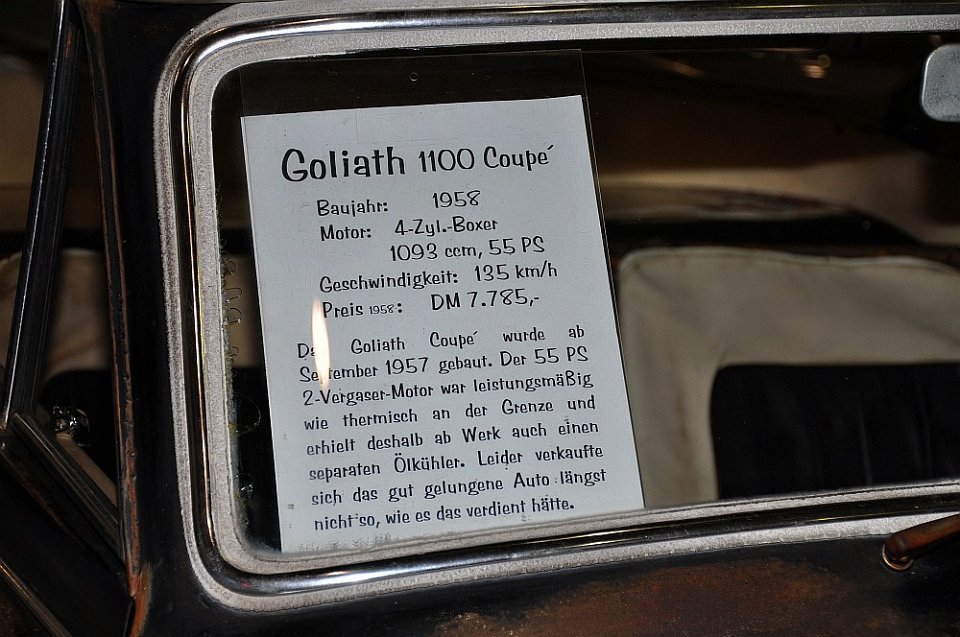 Goliath 1100 Coupé
Baujahr: 1958
Motor: 4-Zyl.-Boxer
1093 ccm, 55 PS
Geschwindigkeit: 135 km/h
Preis 1958: DM 7.785,-
Goliath Coupé wurde ab
September 1957 gebaut. Der 55 PS
2-Vergaser-Motor war leistungsmäßig
wie thermisch an der Grenze und
erhielt deshalb ab Werk auch einen
separaten Ölkühler. Leider verkaufte
sich das gut gelungene Auto längst
nicht so, wie es das verdient hätte.